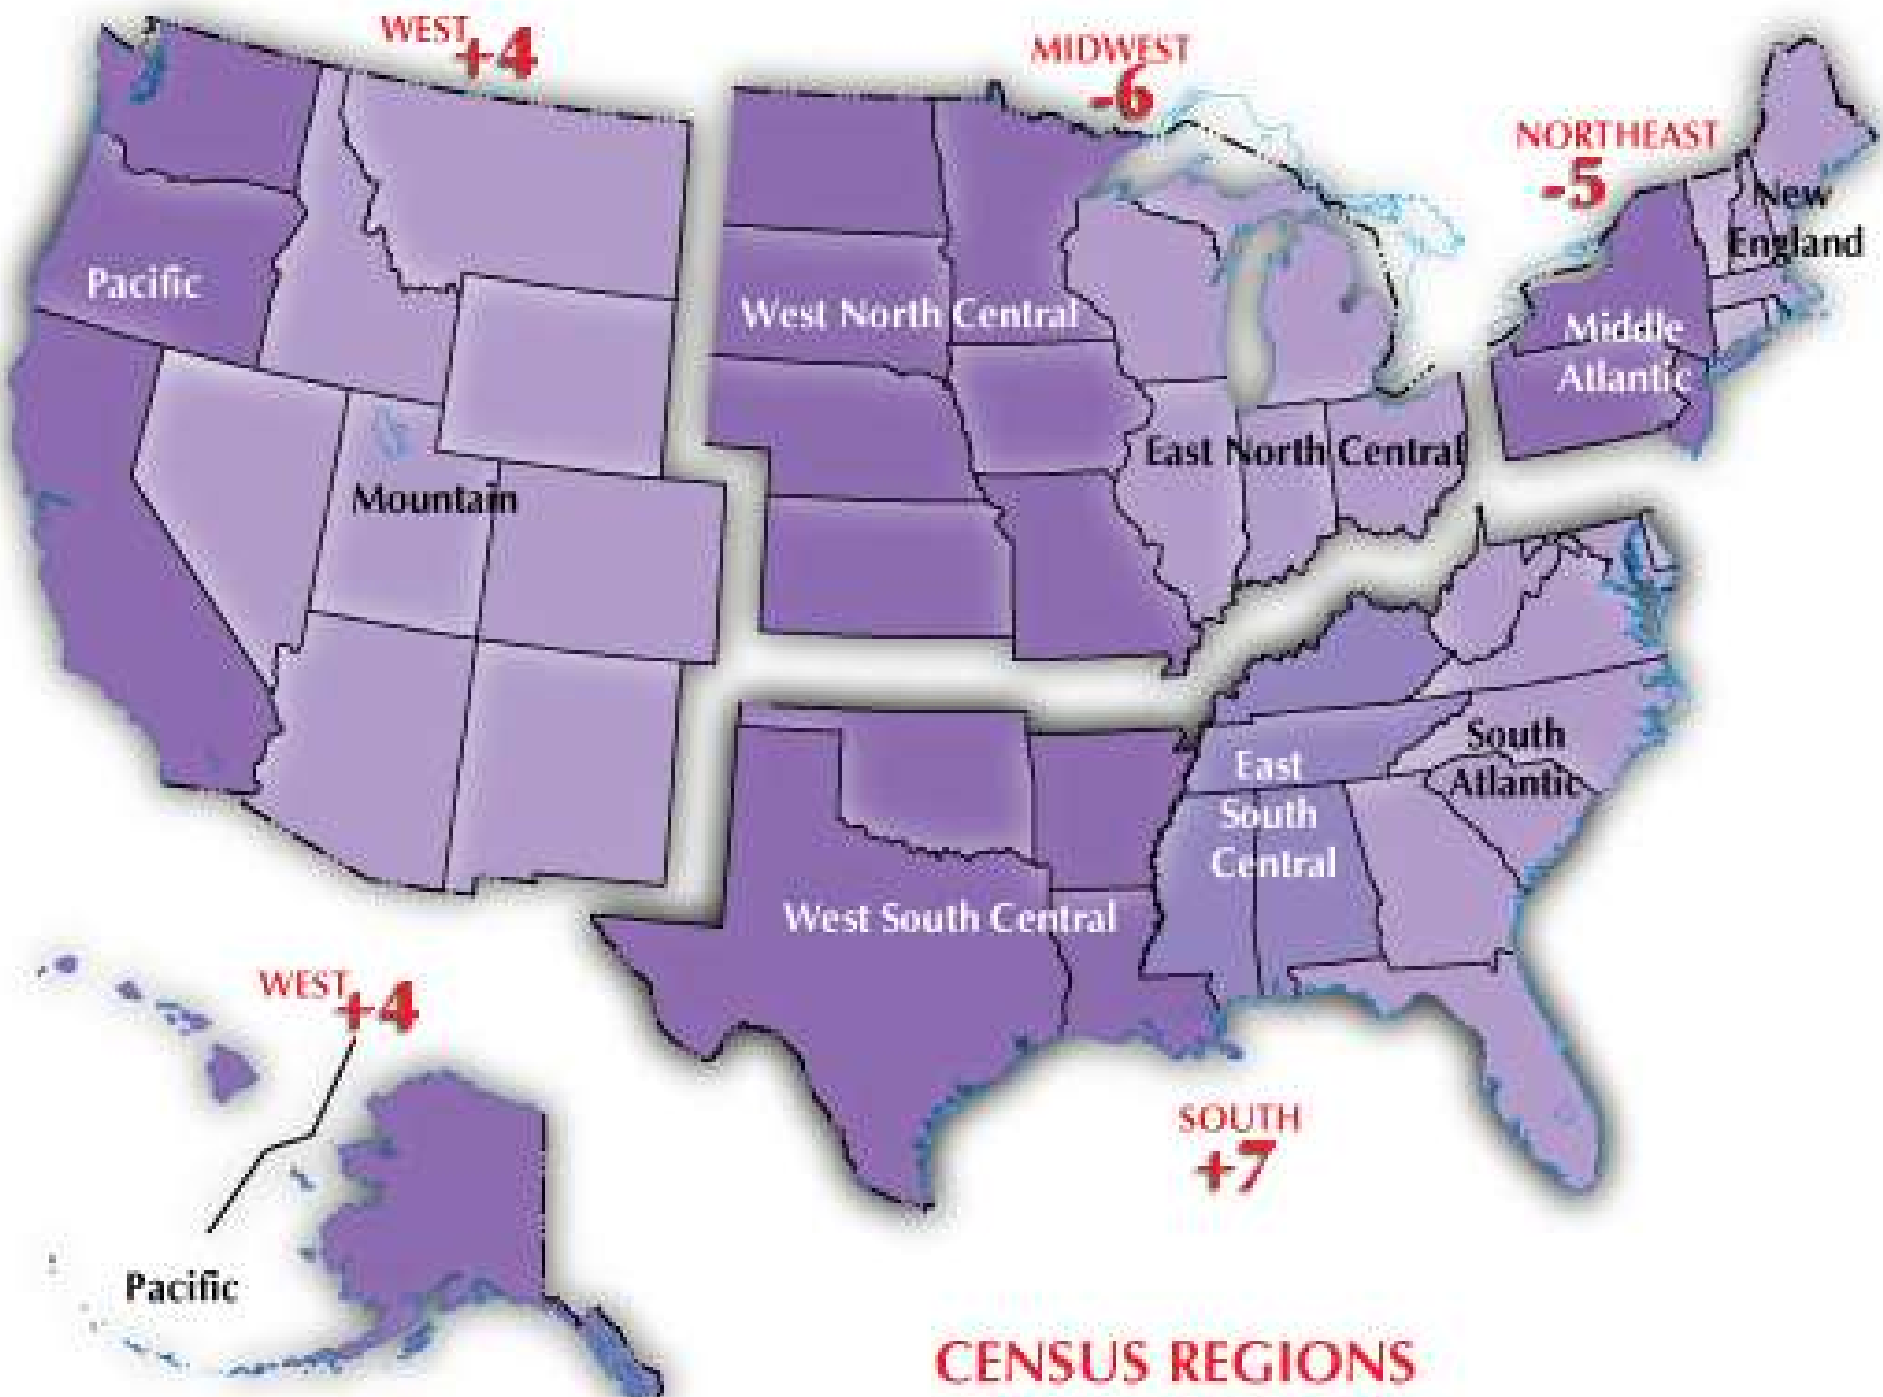 WEST
+4
MIDWEST
-6
NORTHEAST
-5
New
England
Pacific
West North Central
Middle
Atlantic
East North Central
Mountain
South
Atlantic
East
South
Central
West South Central
WEST
+4
SOUTH
+7
Pacific
CENSUS REGIONS